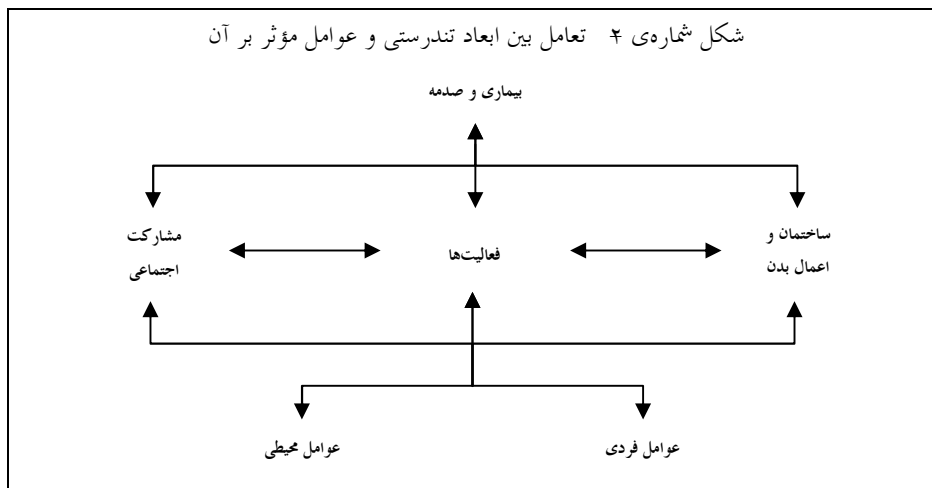 شکل شماره‌ی ۲ تعامل بین ابعاد تندرستی و عوامل مؤثر بر آن
بیماری و صدمه
ساختمان و
اعمال بدن
فعالیت‌ها
مشارکت
اجتماعی
عوامل فردی
عوامل محیطی